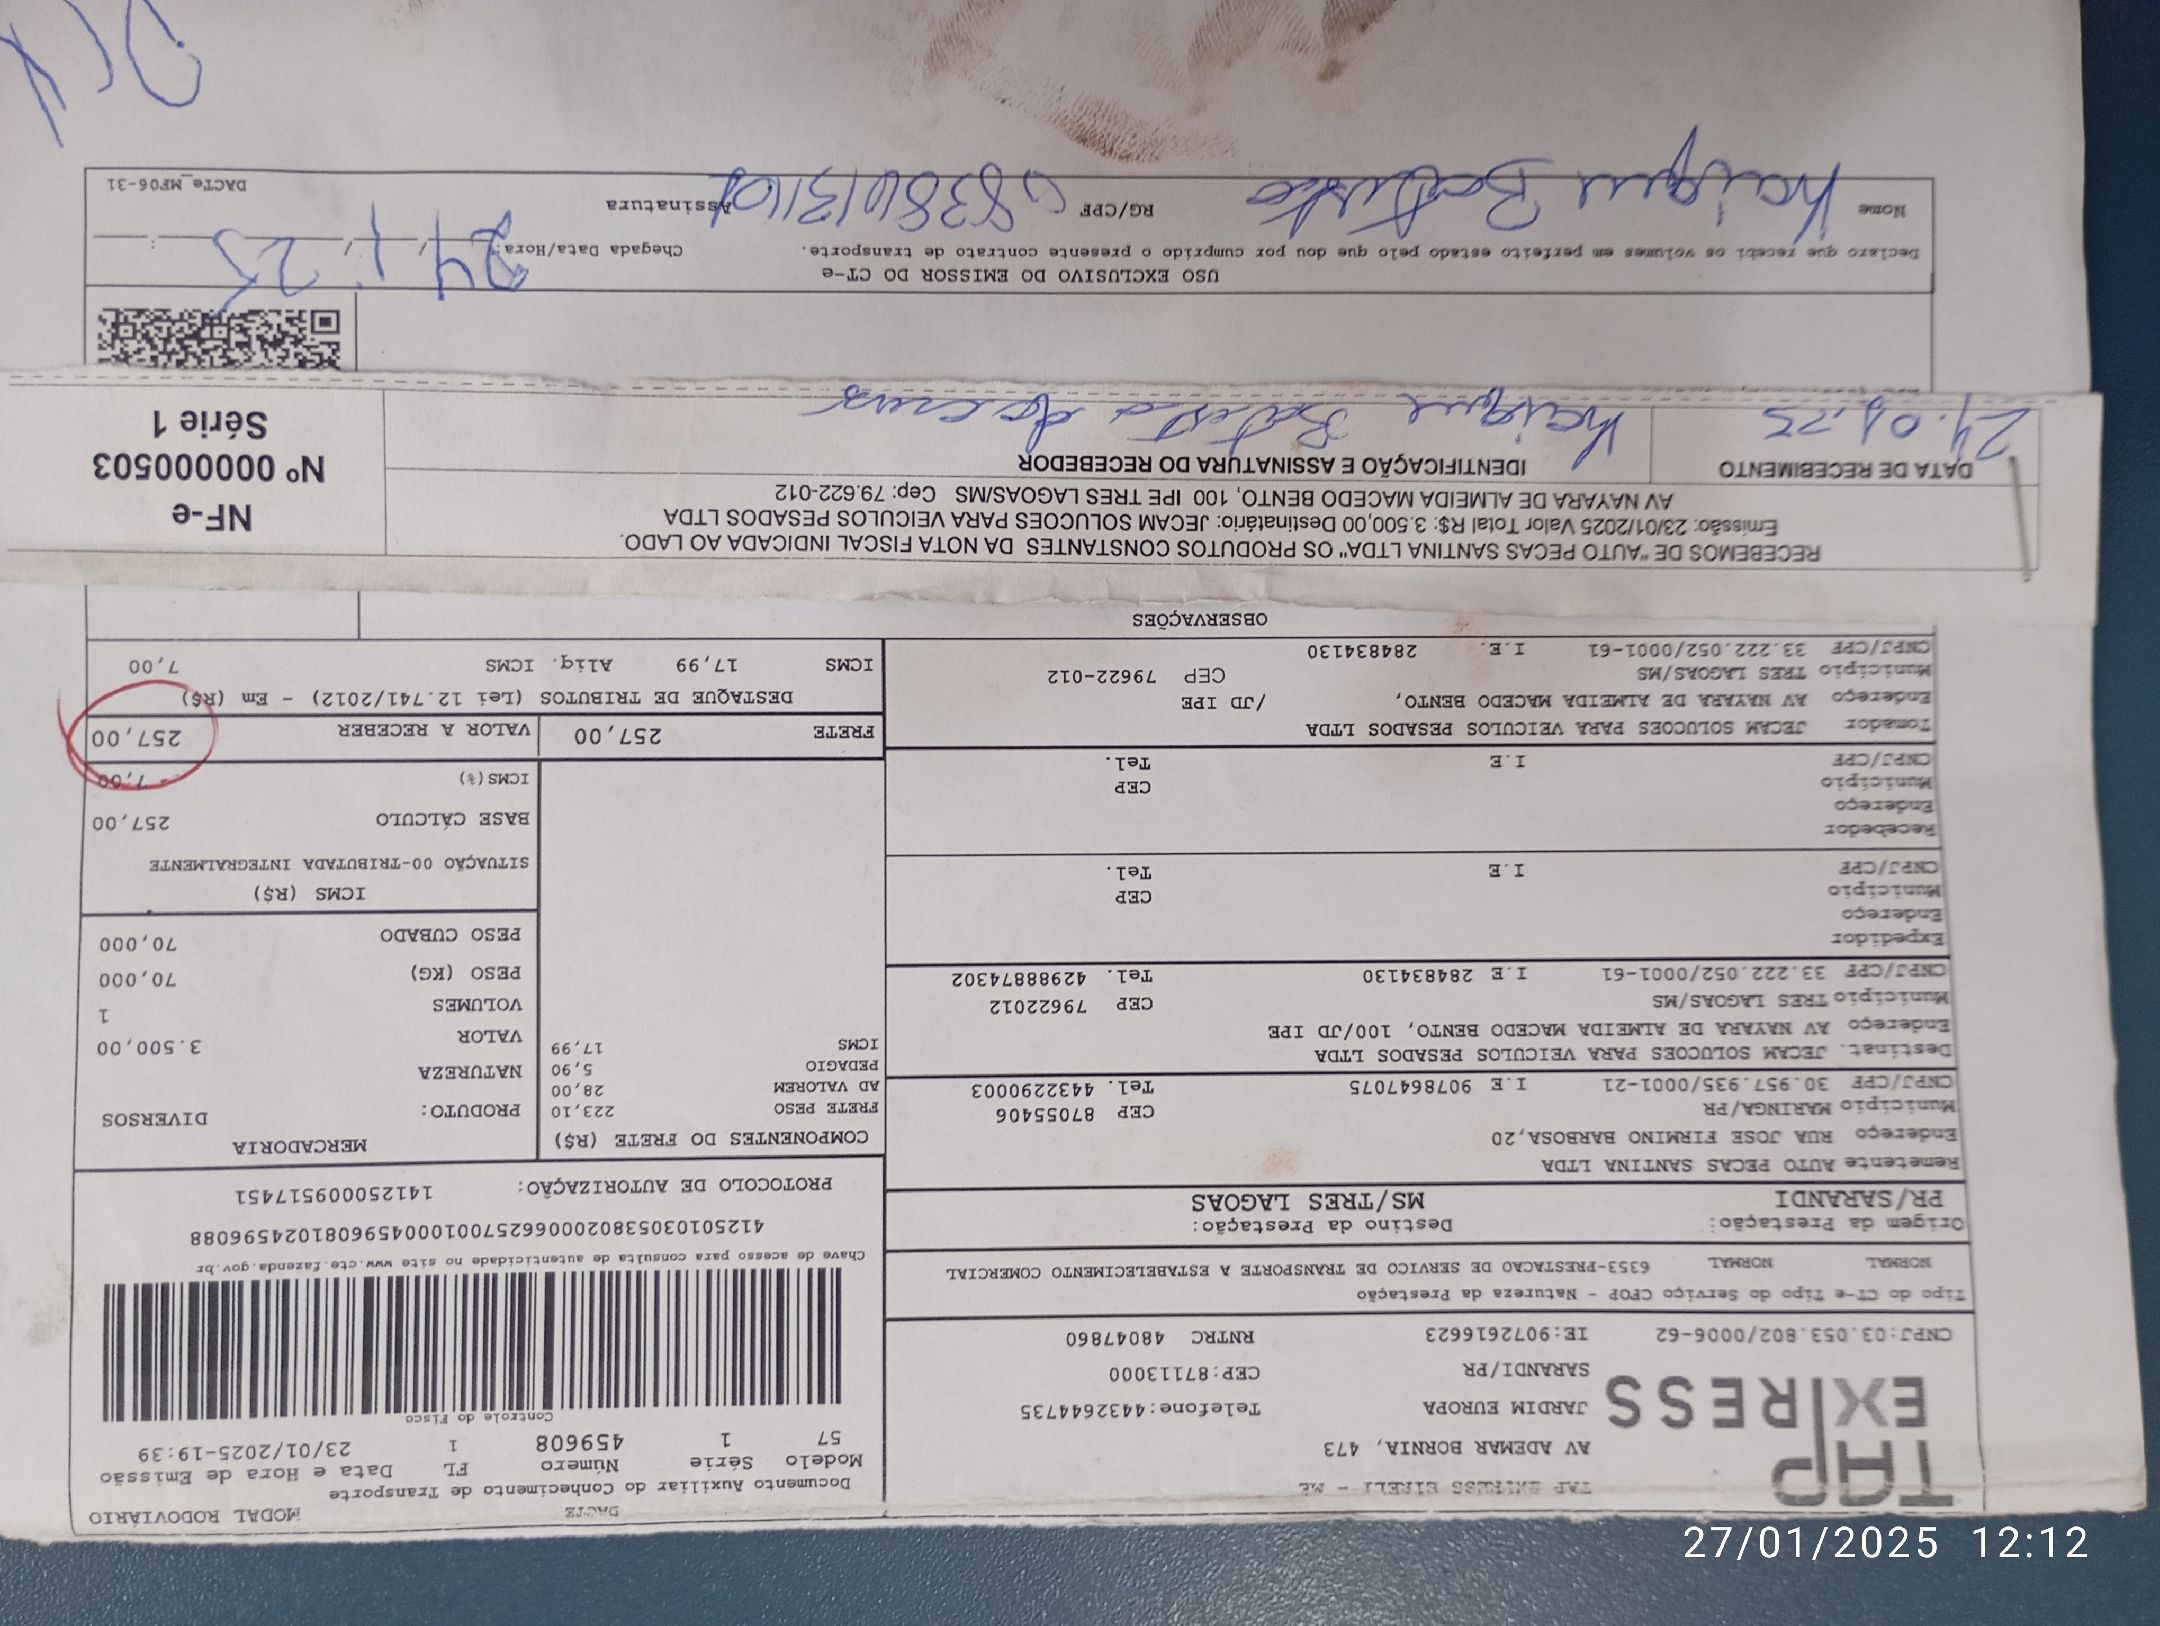 DACTE
MODAL RODOVIÁRIO
TAP EXPRESS
TAP EXPRESS EIRELI - ME
AV ADEMAR BORNIA, 473
JARDIM EUROPA Telefone:4432644735
SARANDI/PR CEP:87113000
CNPJ:03.053.802/0006-62 IE:9072616623 RNTRC 48047860
Documento Auxiliar do Conhecimento de Transporte
Modelo Série Número FL Data e Hora de Emissão
57 1 459608 1 23/01/2025-19:39
Controle do Fisco
Chave de acesso para consulta de autenticidade no site www.cte.fazenda.gov.br
41250103053802000662570010004596081024596088
PROTOCOLO DE AUTORIZAÇÃO: 141250009517451
Tipo do CT-e Tipo do Serviço CFOP - Natureza da Prestação
NORMAL NORMAL 6353-PRESTACAO DE SERVICO DE TRANSPORTE A ESTABELECIMENTO COMERCIAL
Origem da Prestação: Destino da Prestação:
PR/SARANDI MS/TRES LAGOAS
Remetente AUTO PECAS SANTINA LTDA
Endereço RUA JOSE FIRMINO BARBOSA,20
Município MARINGA/PR CEP 87055406
CNPJ/CPF 30.957.935/0001-21 I.E 9078647075 Tel. 4432290003
Destinat. JECAM SOLUCOES PARA VEICULOS PESADOS LTDA
Endereço AV NAYARA DE ALMEIDA MACEDO BENTO, 100/JD IPE
Município TRES LAGOAS/MS CEP 79622012
CNPJ/CPF 33.222.052/0001-61 I.E 284834130 Tel. 42988874302
Expedidor
Endereço
Município CEP
CNPJ/CPF I.E Tel.
Recebedor
Endereço
Município CEP
CNPJ/CPF I.E Tel.
Tomador JECAM SOLUCOES PARA VEICULOS PESADOS LTDA
Endereço AV NAYARA DE ALMEIDA MACEDO BENTO, /JD IPE
Município TRES LAGOAS/MS CEP 79622-012
CNPJ/CPF 33.222.052/0001-61 I.E. 284834130
COMPONENTES DO FRETE (R$)
FRETE PESO 223,10
AD VALOREM 28,00
PEDAGIO 5,90
ICMS 17,99
MERCADORIA
PRODUTO: DIVERSOS
NATUREZA
VALOR 3.500,00
VOLUMES 1
PESO (KG) 70,000
PESO CUBADO 70,000
ICMS (R$)
SITUAÇÃO 00-TRIBUTADA INTEGRALMENTE
BASE CÁLCULO 257,00
ICMS(%) 7,00
FRETE 257,00 VALOR A RECEBER 257,00
DESTAQUE DE TRIBUTOS (Lei 12.741/2012) - Em (R$)
ICMS 17,99 Aliq. ICMS 7,00
OBSERVAÇÕES
RECEBEMOS DE "AUTO PECAS SANTINA LTDA" OS PRODUTOS CONSTANTES DA NOTA FISCAL INDICADA AO LADO.
Emissão: 23/01/2025 Valor Total R$: 3.500,00 Destinatário: JECAM SOLUCOES PARA VEICULOS PESADOS LTDA
AV NAYARA DE ALMEIDA MACEDO BENTO, 100 IPE TRES LAGOAS/MS Cep: 79.622-012
DATA DE RECEBIMENTO IDENTIFICAÇÃO E ASSINATURA DO RECEBEDOR
24.01.25 Kaique Batista da
NF-e
Nº 000000503
Série 1
USO EXCLUSIVO DO EMISSOR DO CT-e
Declaro que recebi os volumes em perfeito estado pelo que dou por cumprido o presente contrato de transporte.
Chegada Data/Hora: 24/1/25
Nome Kaique Batista RG/CPF Assinatura
DACTe_MF06-31
27/01/2025 12:12